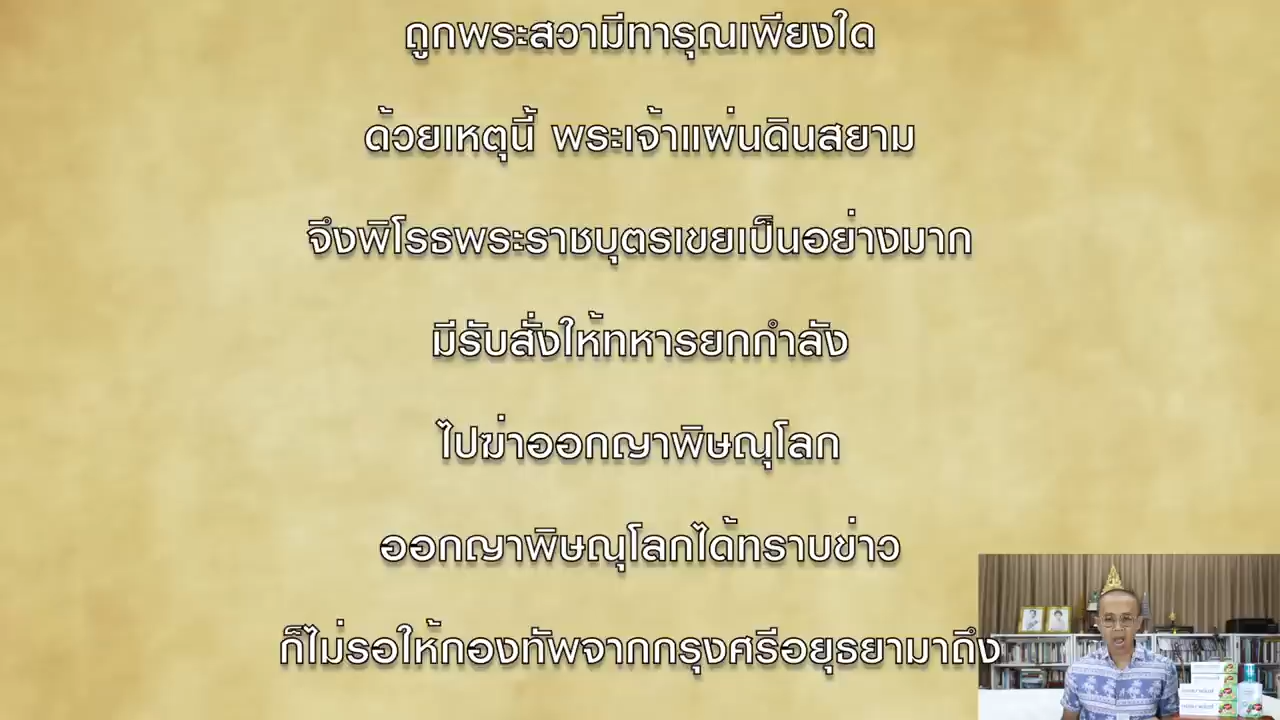 ถูกพระสวามีทารุณเพียงใด
ด้วยเหตุนี้ พระเจ้าแผ่นดินสยาม
จึงพิโรธพระราชบุตรเขยเป็นอย่างมาก
มีรับสั่งให้ทหารยกกำลัง
ไปฆ่าออกญาพิษณุโลก
ออกญาพิษณุโลกได้ทราบข่าว
ก็ไม่รอให้กองทัพจากกรุงศรีอยุธยามาถึง